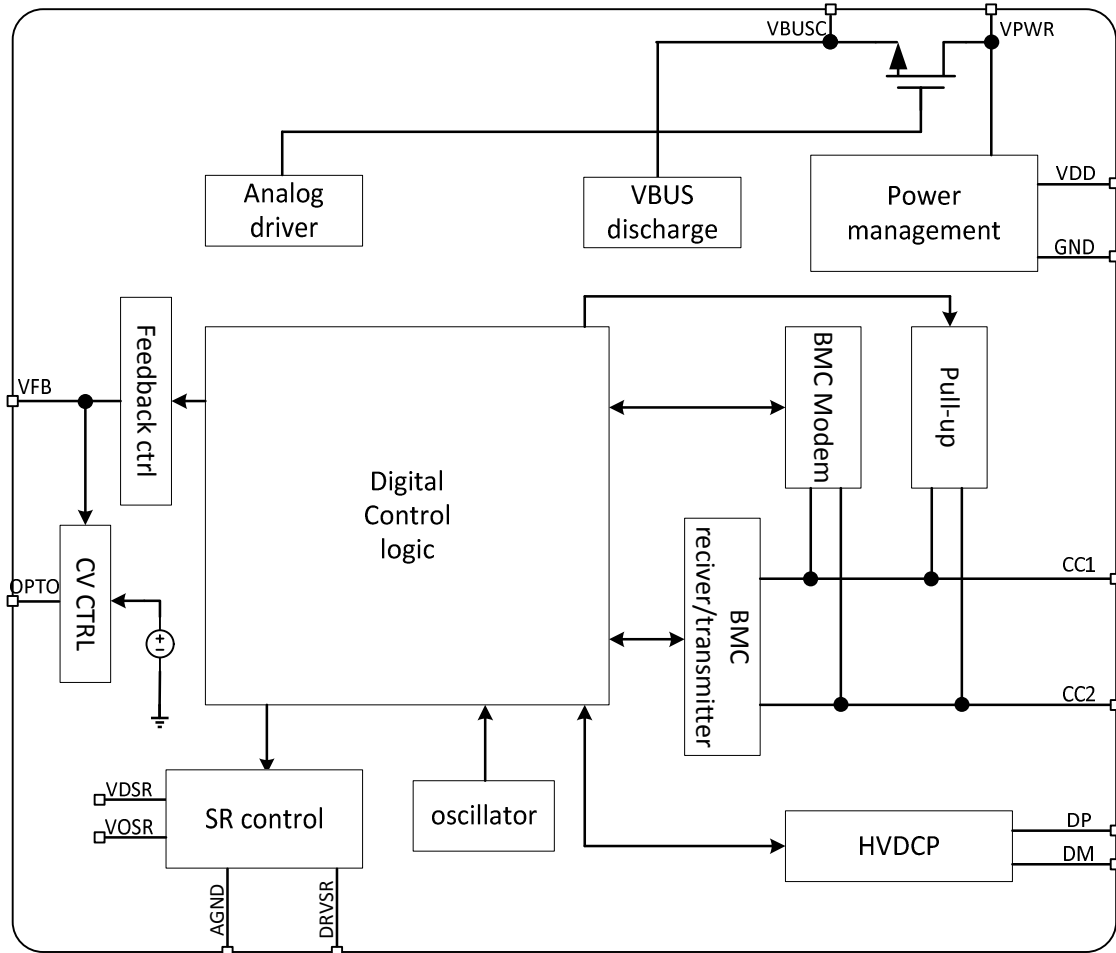 VBUSC
VPWR
Analog
driver
VBUS
discharge
Power
management
VDD
GND
Feedback ctrl
VFB
Digital
Control
logic
BMC Modem
Pull-up
OPTO
CV CTRL
+
-
BMC
reciver/transmitter
CC1
CC2
VDSR
VOSR
SR control
oscillator
HVDCP
DP
DM
AGND
DRVSR